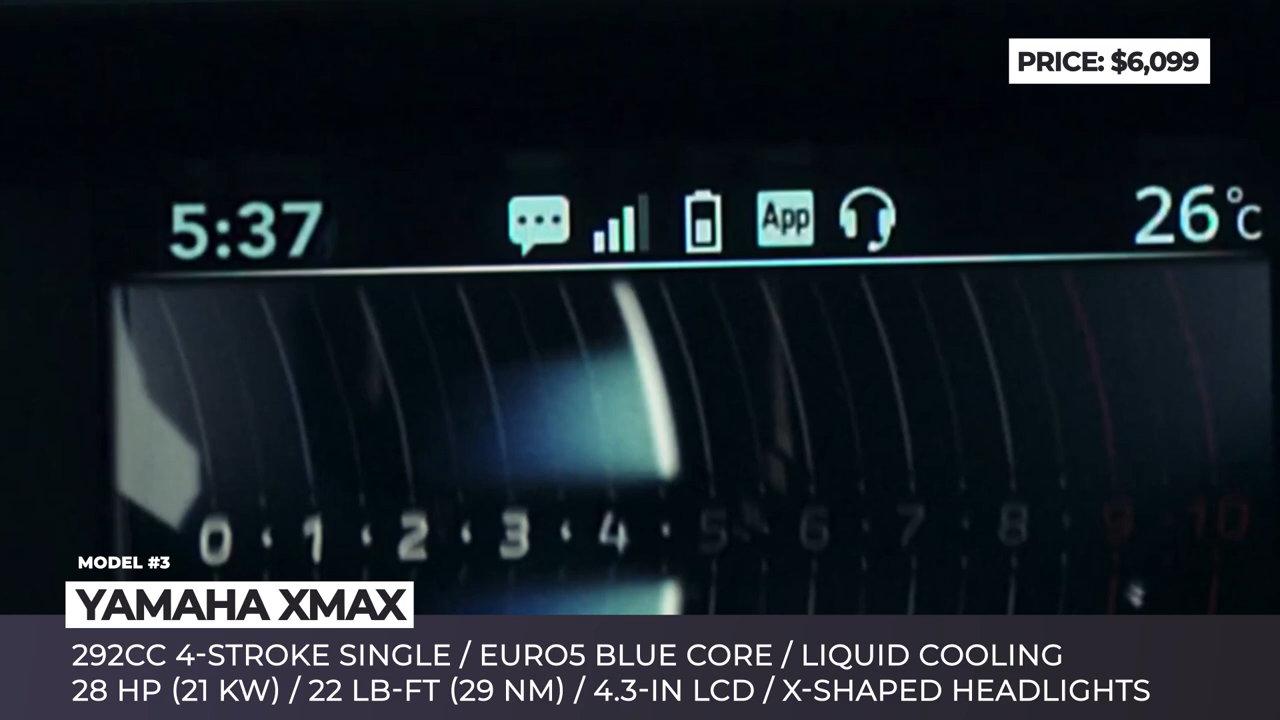 PRICE: $6,099
5:37 App 26°C
0 1 2 3 4 5 6 7 8 9 10
MODEL #3
YAMAHA XMAX
292CC 4-STROKE SINGLE / EURO5 BLUE CORE / LIQUID COOLING
28 HP (21 KW) / 22 LB-FT (29 NM) / 4.3-IN LCD / X-SHAPED HEADLIGHTS